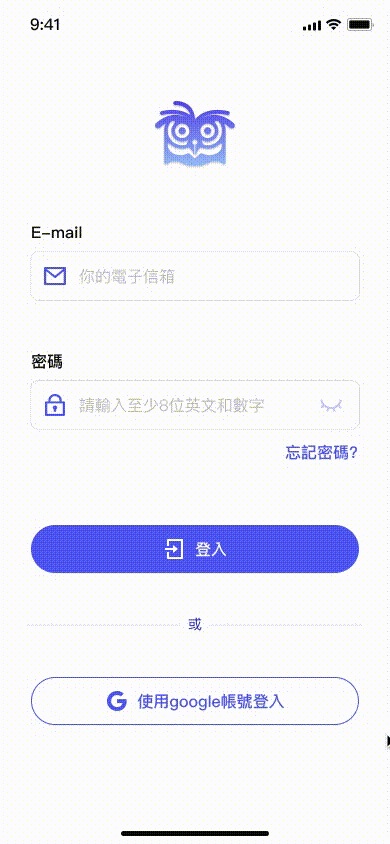 9:41
E-mail
你的電子信箱
密碼
請輸入至少8位英文和數字
忘記密碼?
登入
或
使用google帳號登入